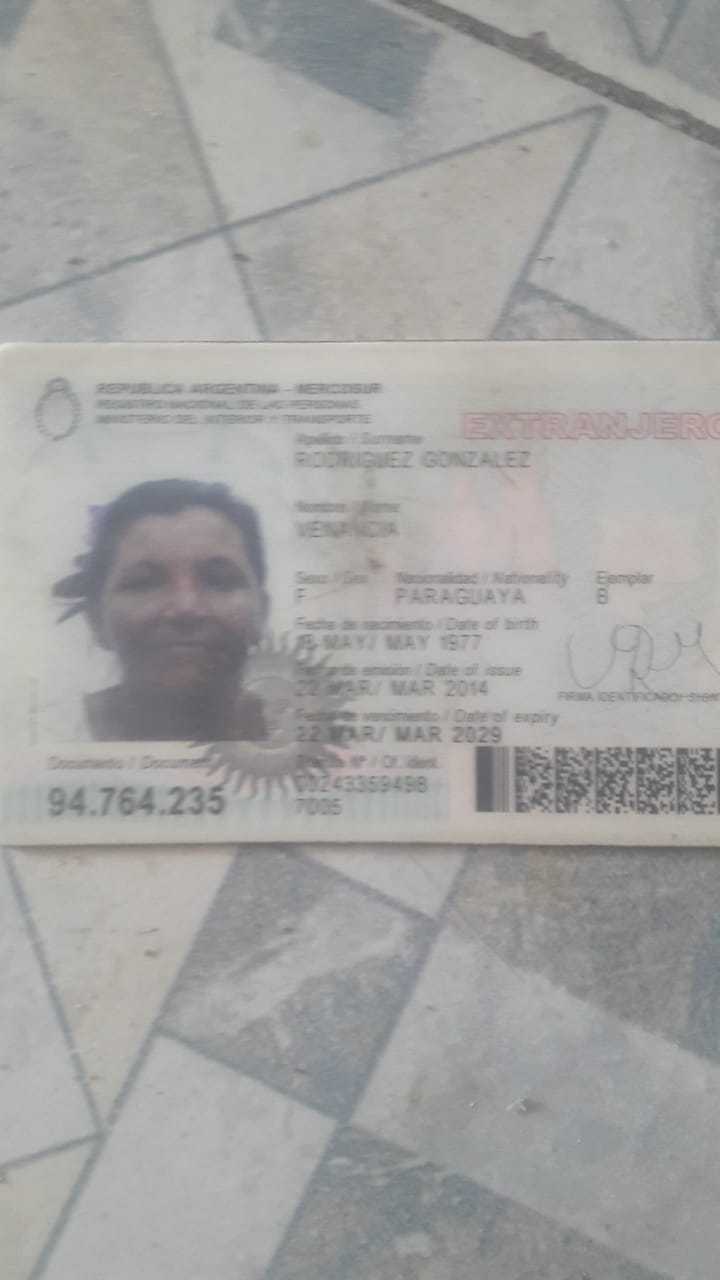 REPUBLICA ARGENTINA - MERCOSUR
REGISTRO NACIONAL DE LAS PERSONAS
MINISTERIO DEL INTERIOR Y TRANSPORTE
EXTRANJERO
Apellido / Surname
RODRIGUEZ GONZALEZ
Nombre / Name
VENANCIA
Sexo / Sex Nacionalidad / Nationality Ejemplar
F PARAGUAYA B
Fecha de nacimiento / Date of birth
MAY/ MAY 1977
Fecha de emisión / Date of issue
22 MAR/ MAR 2014
FIRMA IDENTIFICADO
Fecha de vencimiento / Date of expiry
22 MAR/ MAR 2029
Documento / Document
94.764.235
Trámite Nº / Of. ident.
00243359498
7005